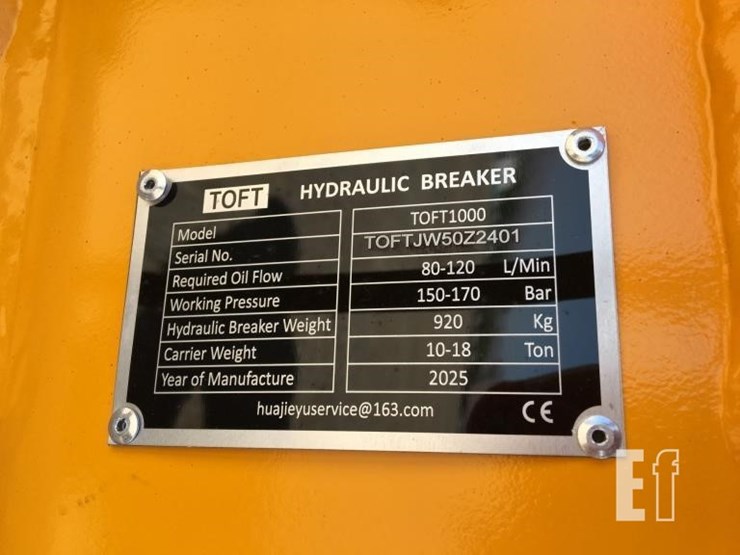 TOFT HYDRAULIC BREAKER
Model TOFT1000
Serial No. TOFTJW50Z2401
Required Oil Flow 80-120 L/Min
Working Pressure 150-170 Bar
Hydraulic Breaker Weight 920 Kg
Carrier Weight 10-18 Ton
Year of Manufacture 2025
huajieyuservice@163.com CE
Ef